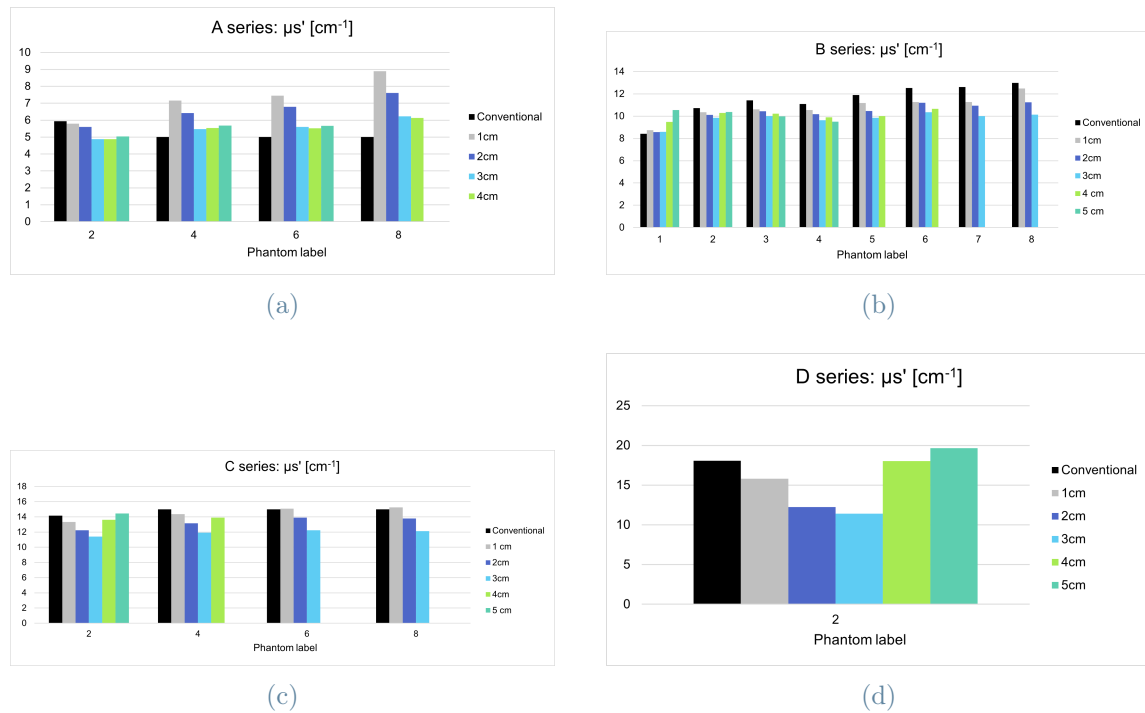 A series: µs' [cm-1]
10
9
8
7
6
5
4
3
2
1
0
2 4 6 8
Phantom label
Conventional
1cm
2cm
3cm
4cm
(a)
B series: µs' [cm-1]
14
12
10
8
6
4
2
0
1 2 3 4 5 6 7 8
Phantom label
Conventional
1cm
2cm
3cm
4 cm
5 cm
(b)
C series: µs' [cm-1]
18
16
14
12
10
8
6
4
2
0
2 4 6 8
Phantom label
Conventional
1 cm
2cm
3cm
4cm
5 cm
(c)
D series: µs' [cm-1]
25
20
15
10
5
0
2
Phantom label
Conventional
1cm
2cm
3cm
4cm
5cm
(d)